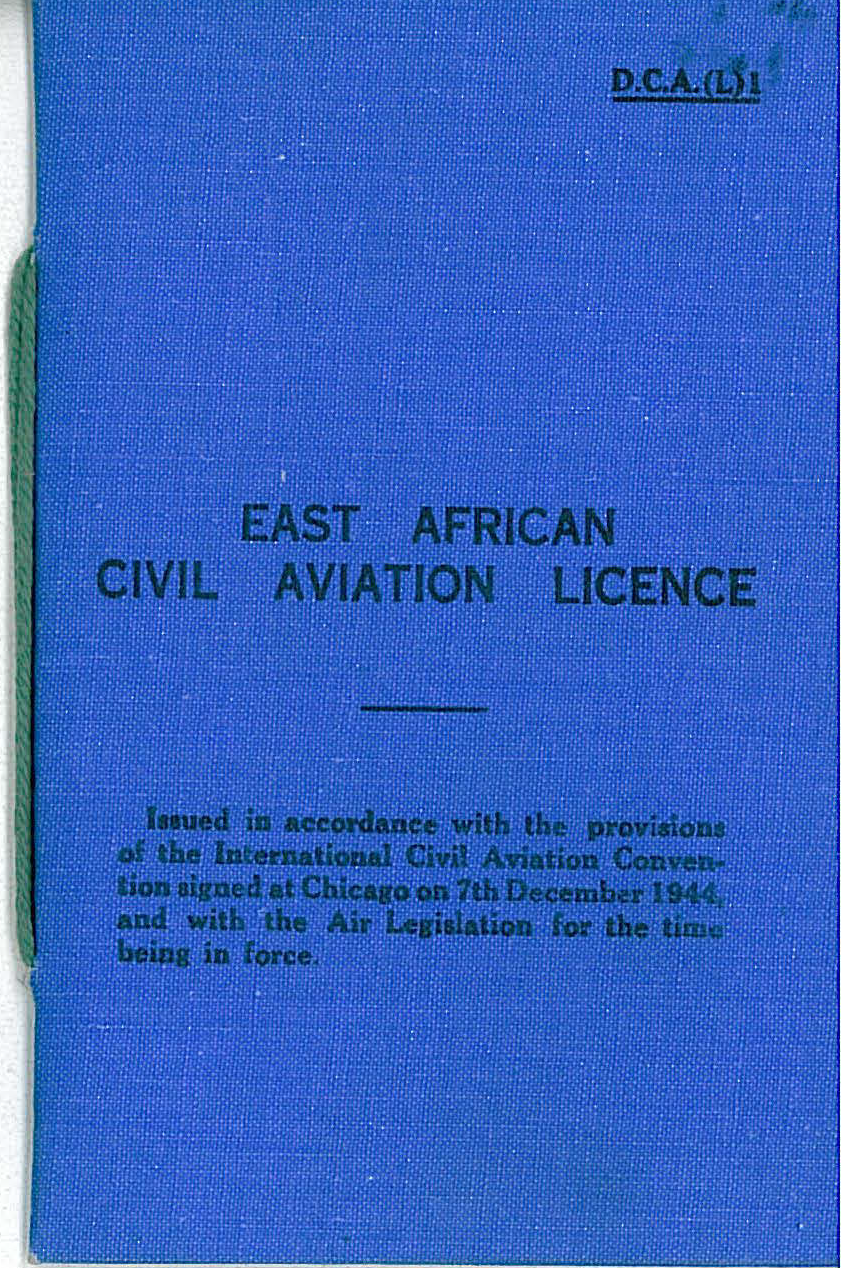 D.C.A.(L) 1
EAST AFRICAN
CIVIL AVIATION LICENCE
Issued in accordance with the provisions
of the International Civil Aviation Conven-
tion signed at Chicago on 7th December 1944,
and with the Air Legislation for the time
being in force.